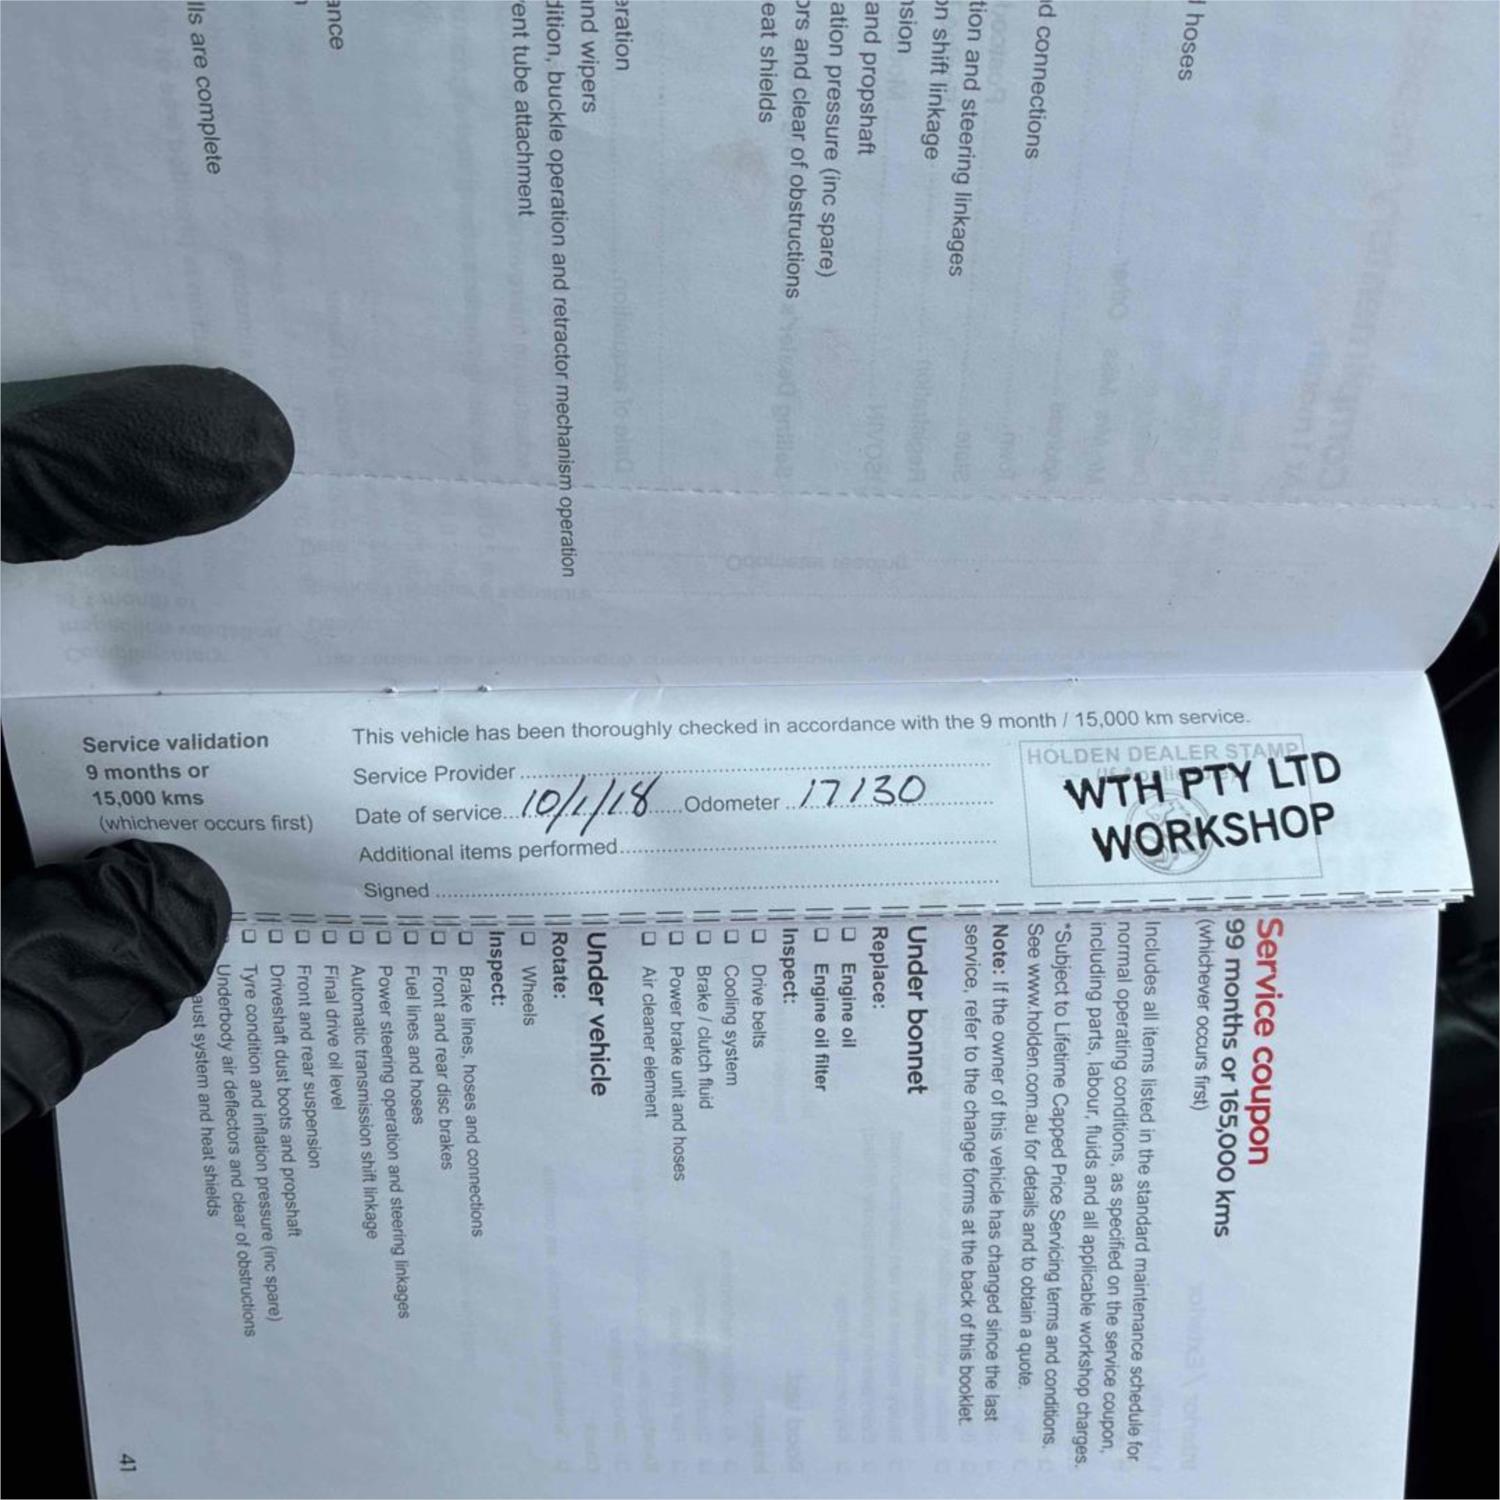 Service validation
9 months or
15,000 kms
(whichever occurs first)
This vehicle has been thoroughly checked in accordance with the 9 month / 15,000 km service.
Service Provider
Date of service 10/1/18 Odometer 17130
Additional items performed
Signed
HOLDEN DEALER STAMP
WTH PTY LTD
WORKSHOP
Service coupon
99 months or 165,000 kms
(whichever occurs first)
Includes all items listed in the standard maintenance schedule for
normal operating conditions, as specified on the service coupon,
including parts, labour, fluids and all applicable workshop charges.
*Subject to Lifetime Capped Price Servicing terms and conditions.
See www.holden.com.au for details and to obtain a quote.
Note: If the owner of this vehicle has changed since the last
service, refer to the change forms at the back of this booklet.
Under bonnet
Replace:
Engine oil
Engine oil filter
Inspect:
Drive belts
Cooling system
Brake / clutch fluid
Power brake unit and hoses
Air cleaner element
Under vehicle
Rotate:
Wheels
Inspect:
Brake lines, hoses and connections
Front and rear disc brakes
Fuel lines and hoses
Power steering operation and steering linkages
Automatic transmission shift linkage
Final drive oil level
Front and rear suspension
Driveshaft dust boots and propshaft
Tyre condition and inflation pressure (inc spare)
Underbody air deflectors and clear of obstructions
aust system and heat shields
41
hoses
d connections
tion and steering linkages
on shift linkage
nsion
and propshaft
ation pressure (inc spare)
ors and clear of obstructions
eat shields
eration
nd wipers
dition, buckle operation and retractor mechanism operation
ent tube attachment
ance
lls are complete